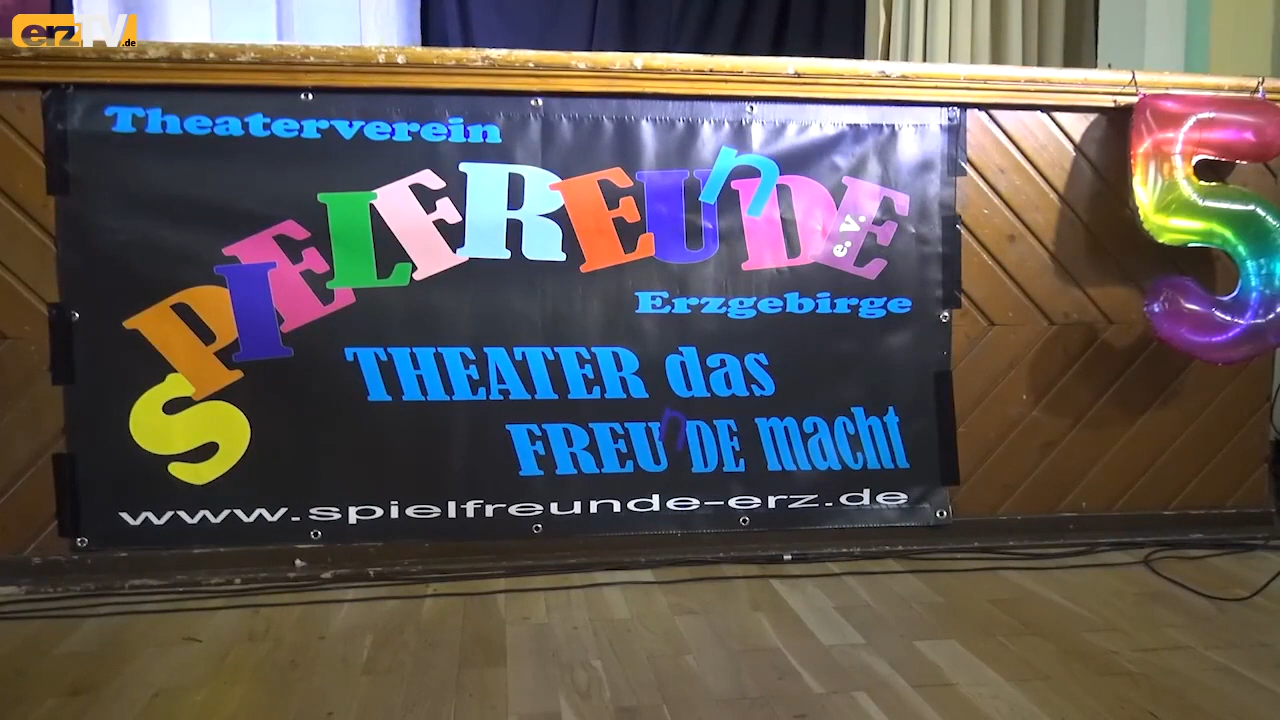 erzTV.de
Theaterverein
SPIELFREUnDE e.V.
Erzgebirge
THEATER das
FREUnDE macht
www.spielfreunde-erz.de
5